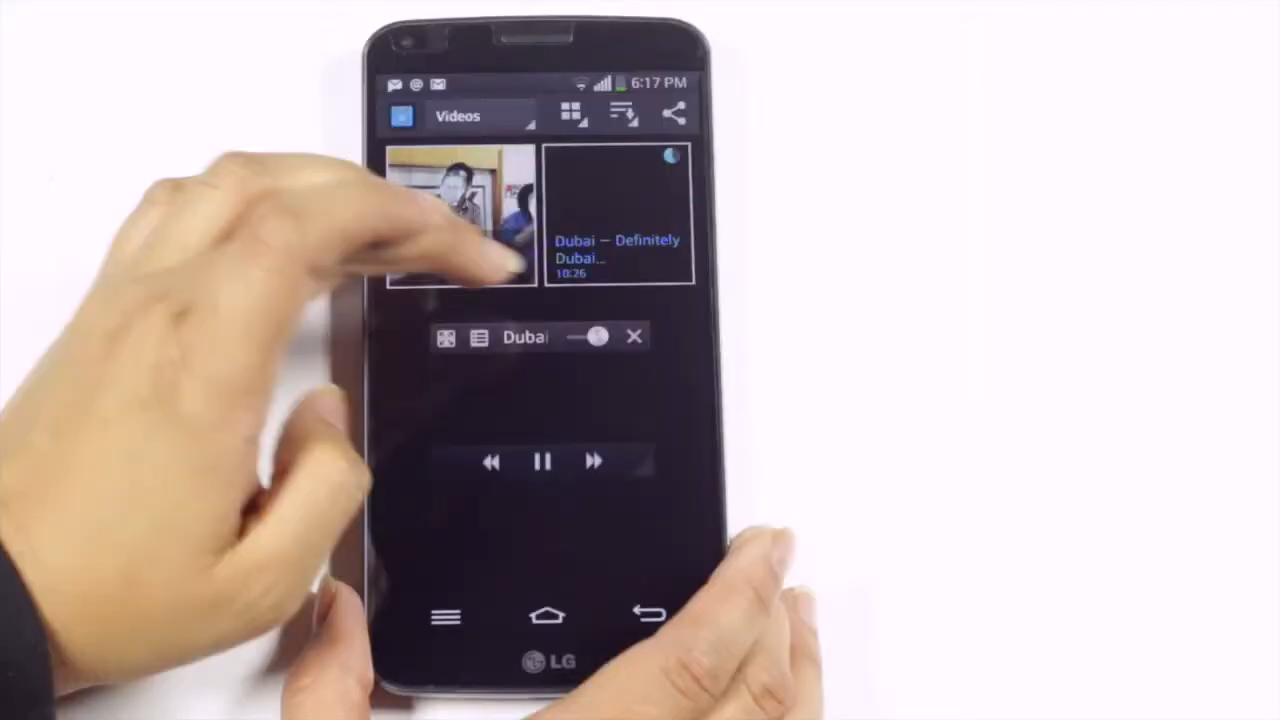 6:17 PM
Videos
Dubai – Definitely
Dubai...
10:26
Dubai
LG